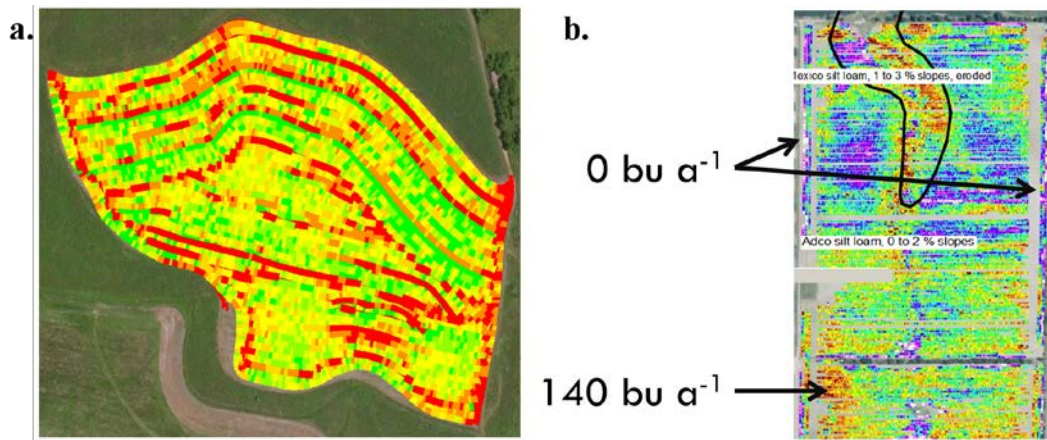 a.
b.
Mexico silt loam, 1 to 3 % slopes, eroded
0 bu a⁻¹
Adco silt loam, 0 to 2 % slopes
140 bu a⁻¹